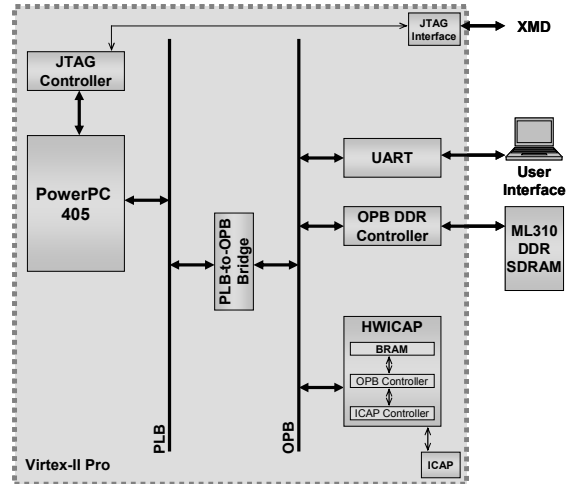 JTAG
Interface
XMD
JTAG
Controller
PowerPC
405
UART
User
Interface
OPB DDR
Controller
ML310
DDR
SDRAM
PLB-to-OPB
Bridge
HWICAP
BRAM
OPB Controller
ICAP Controller
PLB
OPB
Virtex-II Pro
ICAP